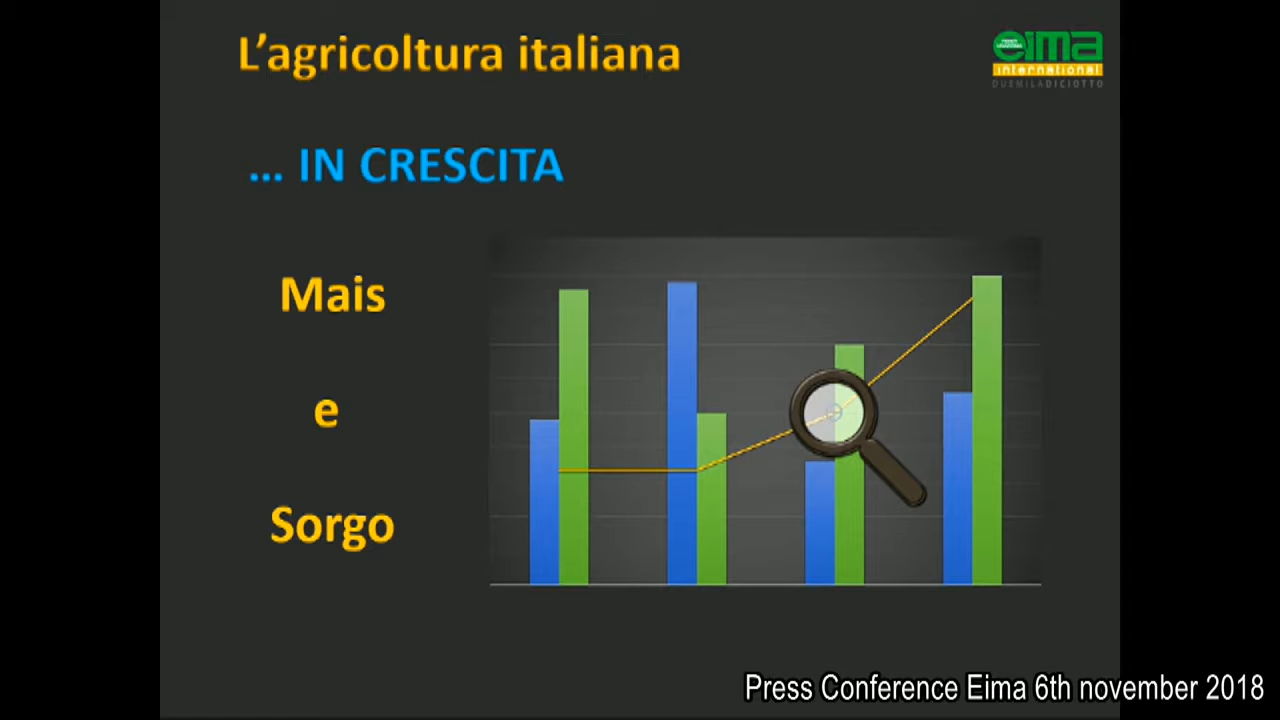 L'agricoltura italiana
eima
international
DUEMILADICIOTTO
... IN CRESCITA
Mais
e
Sorgo
Press Conference Eima 6th november 2018